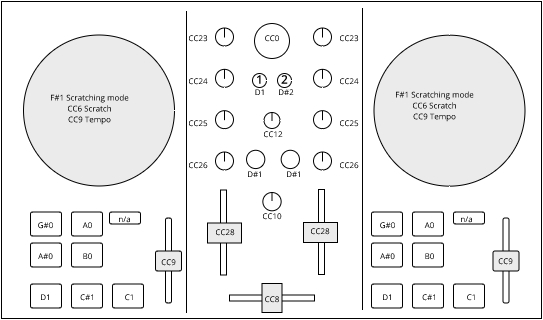 CC23
CC0
CC23
CC24
1
2
CC24
D1
D#2
F#1 Scratching mode
CC6 Scratch
CC9 Tempo
F#1 Scratching mode
CC6 Scratch
CC9 Tempo
CC25
CC12
CC25
CC26
D#1
D#1
CC26
CC10
G#0
A0
n/a
CC28
CC28
G#0
A0
n/a
A#0
B0
CC9
A#0
B0
CC9
D1
C#1
C1
CC8
D1
C#1
C1